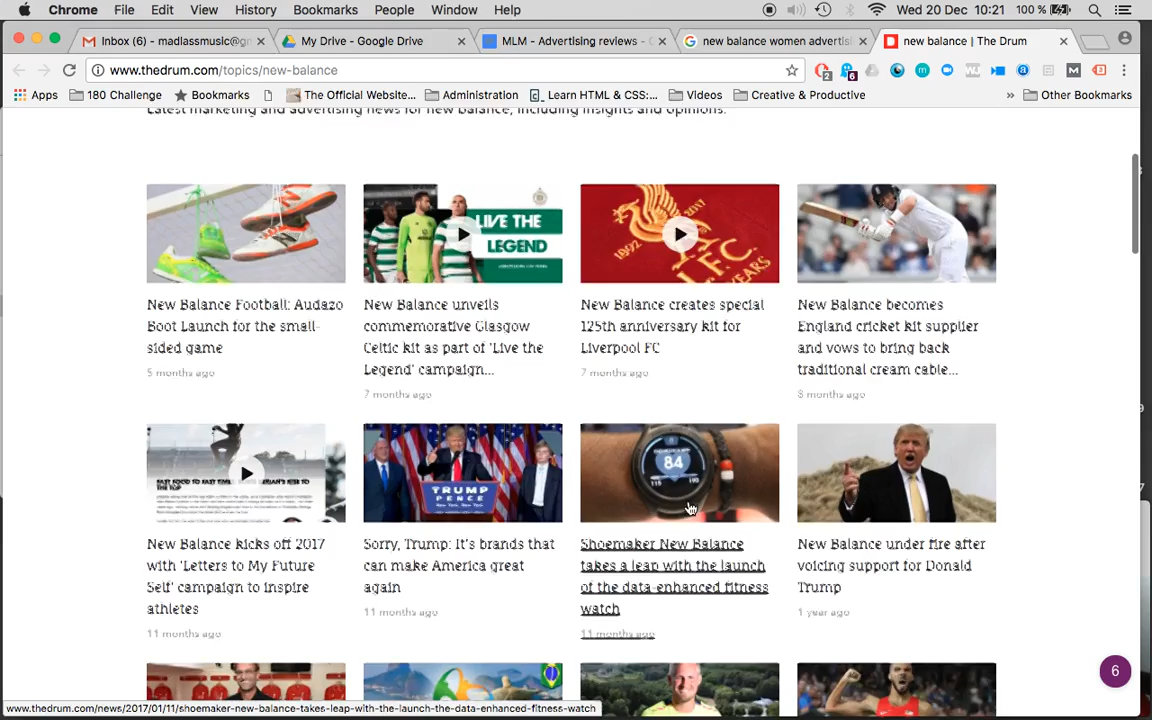 Chrome File Edit View History Bookmarks People Window Help Wed 20 Dec 10:21 100 %
Inbox (6) - madlassmusic@gm
My Drive - Google Drive
MLM - Advertising reviews -
new balance women advertisi
new balance | The Drum
www.thedrum.com/topics/new-balance
Apps 180 Challenge Bookmarks The Official Website... Administration Learn HTML & CSS:... Videos Creative & Productive » Other Bookmarks
Latest marketing and advertising news for new balance, including insights and opinions.
LIVE THE
LEGEND
1892 2017
LFC
YEARS
New Balance Football: Audazo
Boot Launch for the small-
sided game
5 months ago
New Balance unveils
commemorative Glasgow
Celtic kit as part of 'Live the
Legend' campaign...
7 months ago
New Balance creates special
125th anniversary kit for
Liverpool FC
7 months ago
New Balance becomes
England cricket kit supplier
and vows to bring back
traditional cream cable...
8 months ago
TRUMP
PENCE
84
New Balance kicks off 2017
with 'Letters to My Future
Self' campaign to inspire
athletes
11 months ago
Sorry, Trump: It's brands that
can make America great
again
11 months ago
Shoemaker New Balance
takes a leap with the launch
of the data-enhanced fitness
watch
11 months ago
New Balance under fire after
voicing support for Donald
Trump
1 year ago
6
www.thedrum.com/news/2017/01/11/shoemaker-new-balance-takes-leap-with-the-launch-the-data-enhanced-fitness-watch